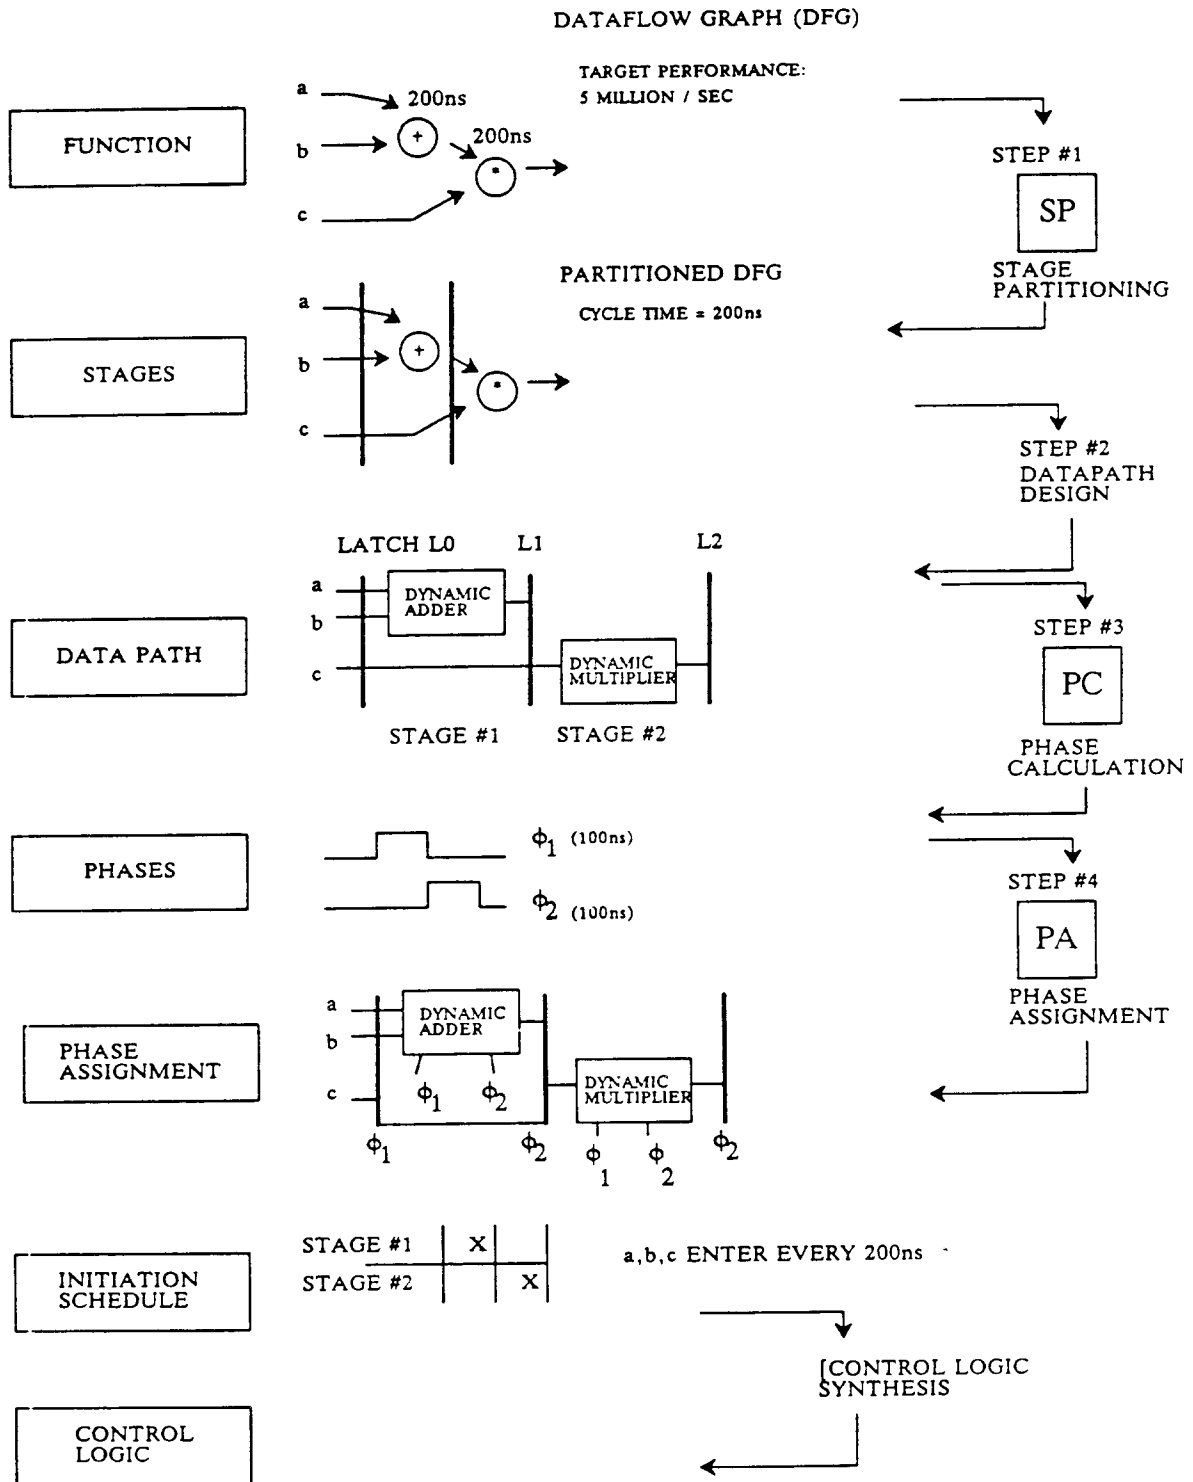 DATAFLOW GRAPH (DFG)
TARGET PERFORMANCE:
5 MILLION / SEC
FUNCTION
a
b
c
200ns
+
200ns
*
STEP #1
SP
STAGE
PARTITIONING
PARTITIONED DFG
CYCLE TIME = 200ns
STAGES
a
b
c
+
*
STEP #2
DATAPATH
DESIGN
LATCH L0
L1
L2
DATA PATH
a
b
c
DYNAMIC
ADDER
DYNAMIC
MULTIPLIER
STAGE #1
STAGE #2
STEP #3
PC
PHASE
CALCULATION
PHASES
ϕ1 (100ns)
ϕ2 (100ns)
STEP #4
PA
PHASE
ASSIGNMENT
PHASE
ASSIGNMENT
a
b
c
DYNAMIC
ADDER
ϕ1
ϕ2
DYNAMIC
MULTIPLIER
ϕ1
ϕ2
ϕ1
ϕ2
ϕ2
INITIATION
SCHEDULE
STAGE #1 X
STAGE #2 X
a,b,c ENTER EVERY 200ns
[CONTROL LOGIC
SYNTHESIS
CONTROL
LOGIC